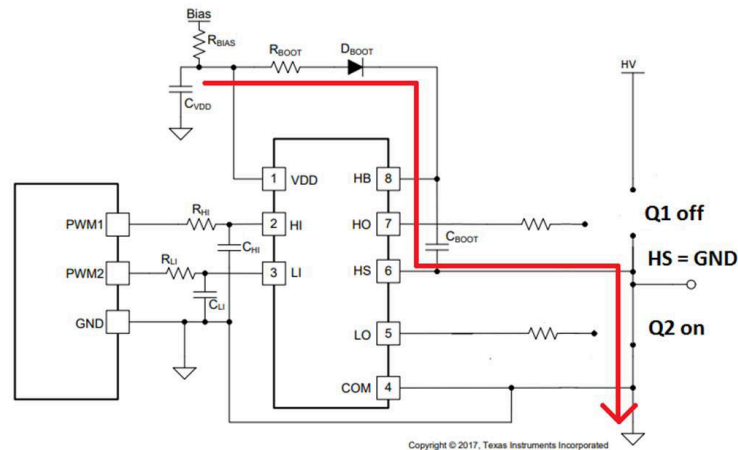 Bias
RBIAS
RBOOT
DBOOT
HV
CVDD
1 VDD
HB 8
PWM1
RHI
2 HI
HO 7
Q1 off
CHI
CBOOT
HS = GND
PWM2
RLI
3 LI
HS 6
CLI
GND
LO 5
Q2 on
COM 4
Copyright © 2017, Texas Instruments Incorporated